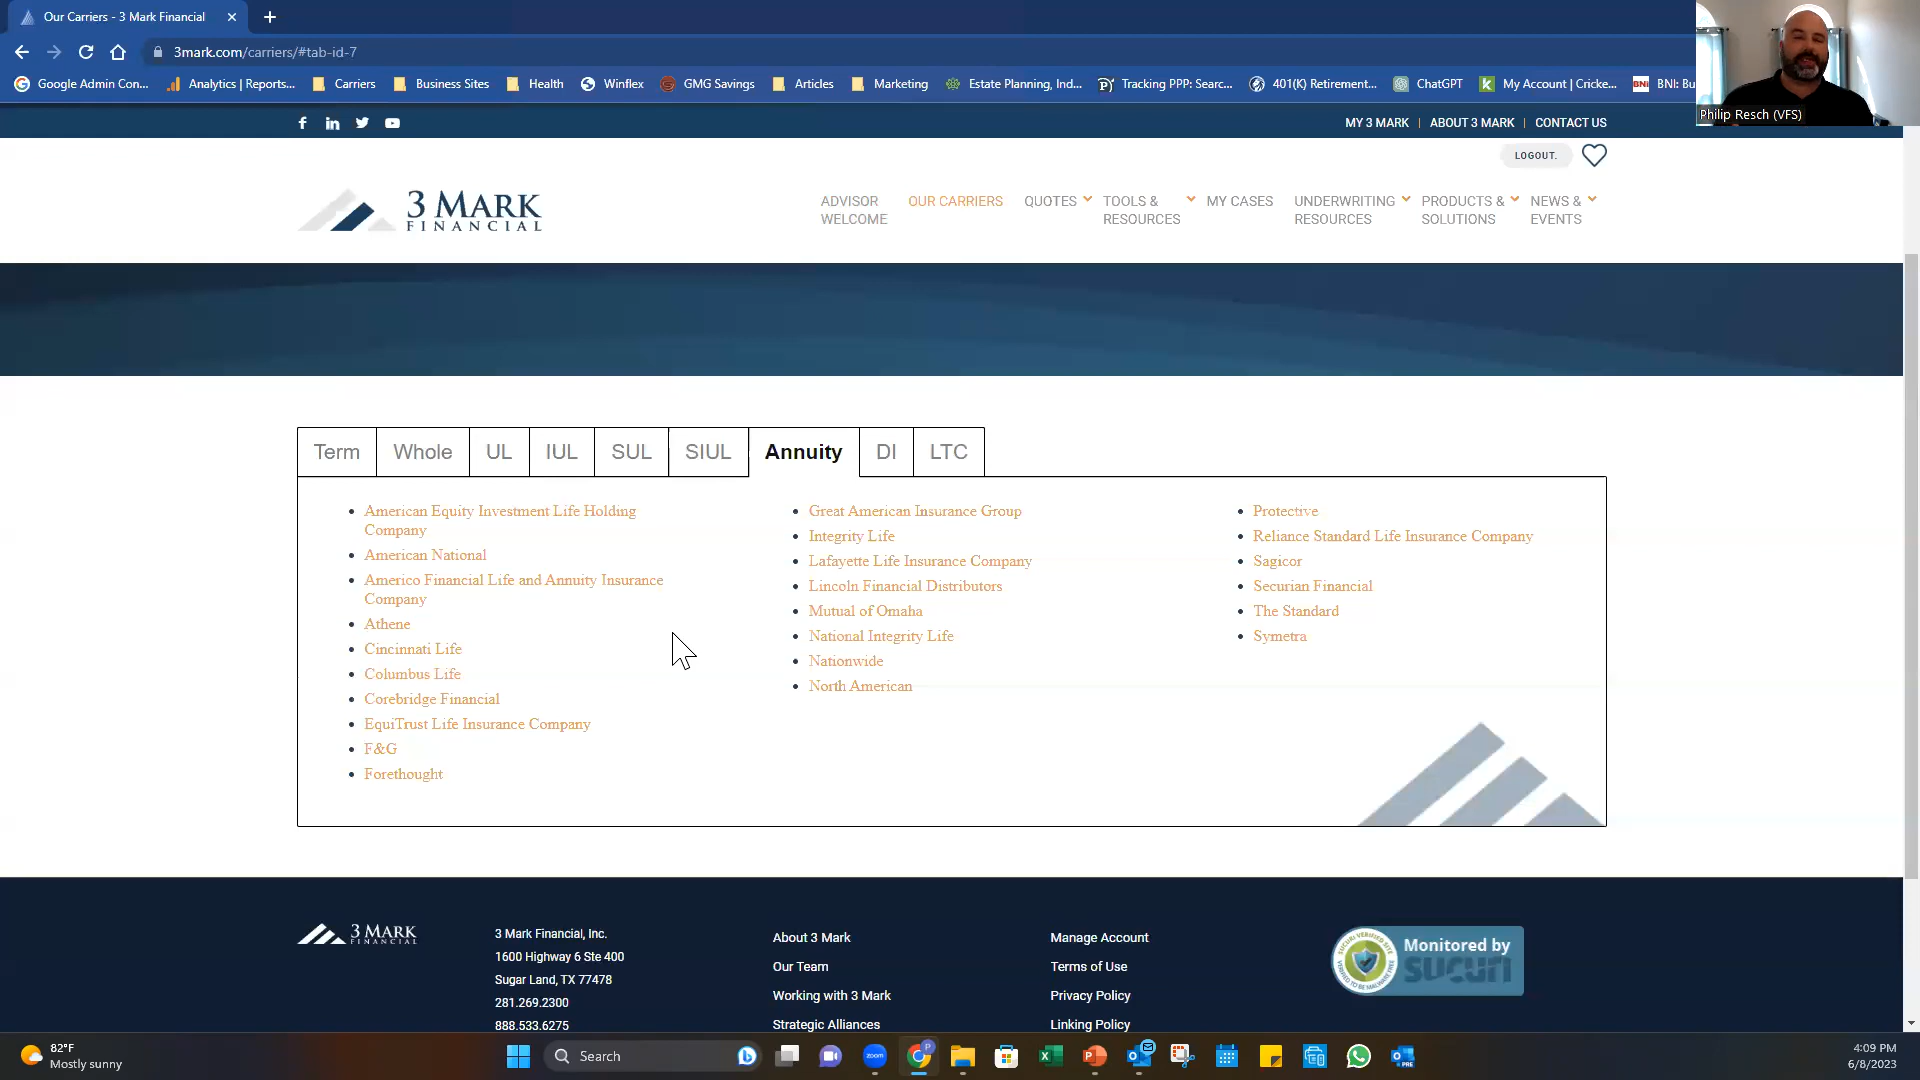 Our Carriers - 3 Mark Financial
3mark.com/carriers/#tab-id-7
Google Admin Con...
Analytics | Reports...
Carriers
Business Sites
Health
Winflex
GMG Savings
Articles
Marketing
Estate Planning, Ind...
Tracking PPP: Searc...
401(K) Retirement...
ChatGPT
My Account | Cricke...
BNI: Bu
Philip Resch (VFS)
MY 3 MARK | ABOUT 3 MARK | CONTACT US
LOGOUT.
3 MARK
FINANCIAL
ADVISOR
WELCOME
OUR CARRIERS
QUOTES
TOOLS &
RESOURCES
MY CASES
UNDERWRITING
RESOURCES
PRODUCTS &
SOLUTIONS
NEWS &
EVENTS
Term
Whole
UL
IUL
SUL
SIUL
Annuity
DI
LTC
American Equity Investment Life Holding
Company
American National
Americo Financial Life and Annuity Insurance
Company
Athene
Cincinnati Life
Columbus Life
Corebridge Financial
EquiTrust Life Insurance Company
F&G
Forethought
Great American Insurance Group
Integrity Life
Lafayette Life Insurance Company
Lincoln Financial Distributors
Mutual of Omaha
National Integrity Life
Nationwide
North American
Protective
Reliance Standard Life Insurance Company
Sagicor
Securian Financial
The Standard
Symetra
3 MARK
FINANCIAL
3 Mark Financial, Inc.
1600 Highway 6 Ste 400
Sugar Land, TX 77478
281.269.2300
888.533.6275
About 3 Mark
Our Team
Working with 3 Mark
Strategic Alliances
Manage Account
Terms of Use
Privacy Policy
Linking Policy
Monitored by
sucuri
82°F
Mostly sunny
Search
zoom
4:09 PM
6/8/2023